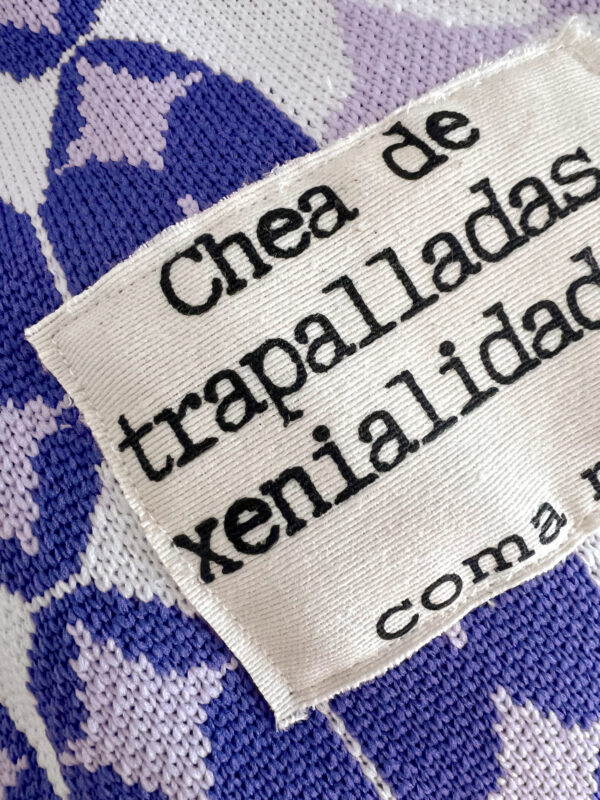 Chea de
trapalladas
xenialidad
coma